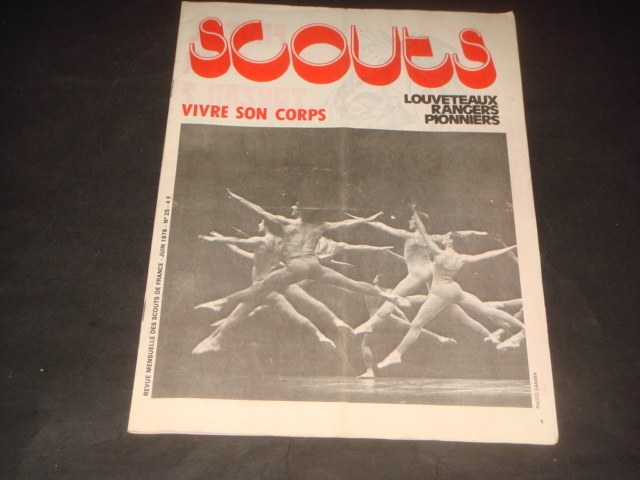 SCOUTS
VIVRE SON CORPS
LOUVETEAUX
RANGERS
PIONNIERS
REVUE MENSUELLE DES SCOUTS DE FRANCE - JUIN 1979 - N° 25 - 4 F
PHOTO GAMMA